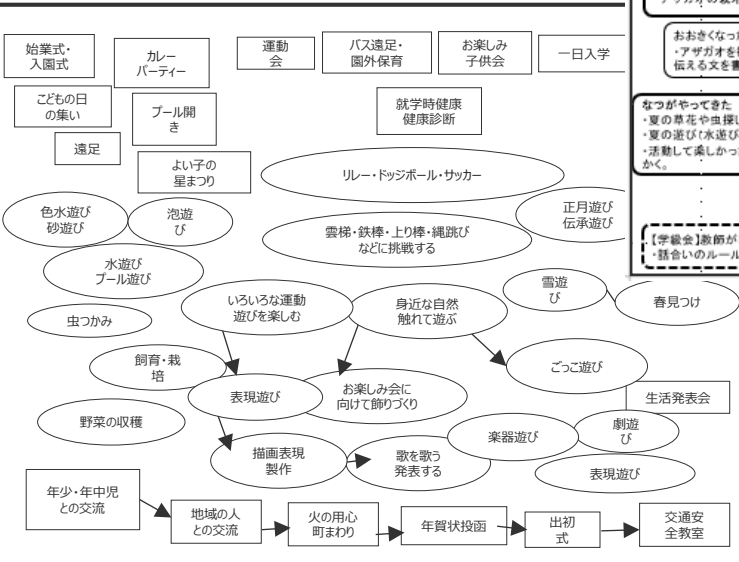 始業式・
入園式
カレー
パーティー
運動
会
バス遠足・
園外保育
お楽しみ
子供会
一日入学
こどもの日
の集い
プール開
き
就学時健康
健康診断
遠足
よい子の
星まつり
リレー・ドッジボール・サッカー
色水遊び
砂遊び
泡遊
び
雲梯・鉄棒・上り棒・縄跳び
などに挑戦する
正月遊び
伝承遊び
水遊び
プール遊び
いろいろな運動
遊びを楽しむ
身近な自然
触れて遊ぶ
雪遊
び
春見つけ
虫つかみ
飼育・栽
培
表現遊び
お楽しみ会に
向けて飾りづくり
ごっこ遊び
生活発表会
野菜の収穫
描画表現
製作
歌を歌う
発表する
楽器遊び
劇遊
び
表現遊び
年少・年中児
との交流
地域の人
との交流
火の用心
町まわり
年賀状投函
出初
式
交通安
全教室
おおきくなった
・アサガオを
伝える文を書
なつがやってきた
・夏の草花や虫探し
・夏の遊び(水遊び
・活動して楽しかった
かく。
【学級会】教師が
・話合いのルール